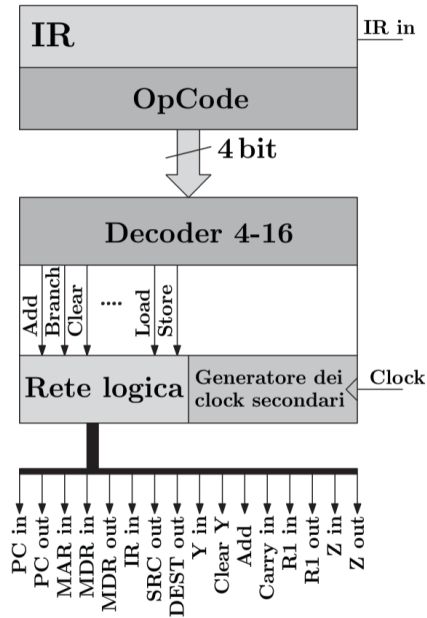 IR
IR in
OpCode
4 bit
Decoder 4-16
Add
Branch
Clear
....
Load
Store
Rete logica
Generatore dei
clock secondari
Clock
PC in
PC out
MAR in
MDR in
MDR out
IR in
SRC out
DEST out
Y in
Clear Y
Add
Carry in
R1 in
R1 out
Z in
Z out